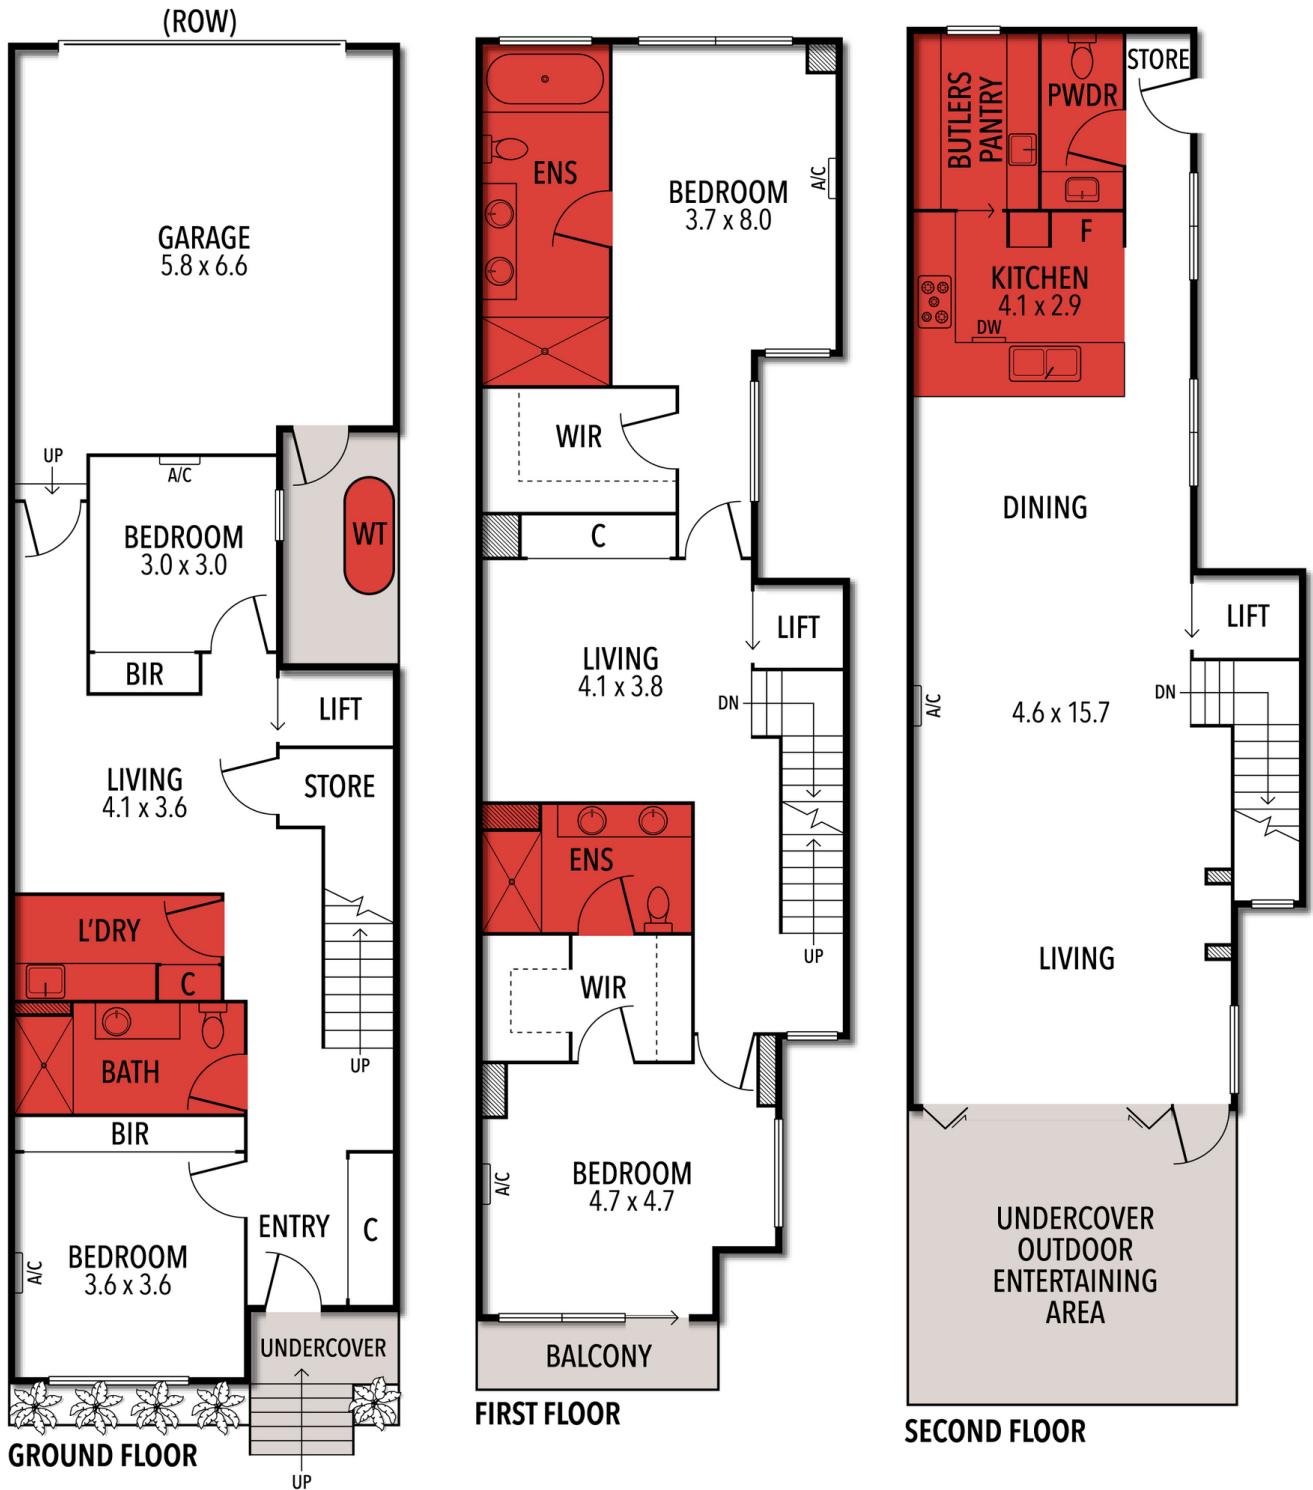 (ROW)
GARAGE
5.8 x 6.6
UP
A/C
BEDROOM
3.0 x 3.0
WT
BIR
LIFT
STORE
LIVING
4.1 x 3.6
L'DRY
C
BATH
UP
BIR
BEDROOM
3.6 x 3.6
A/C
ENTRY
C
UNDERCOVER
UP
GROUND FLOOR
ENS
BEDROOM
3.7 x 8.0
A/C
WIR
C
LIFT
LIVING
4.1 x 3.8
DN
ENS
UP
WIR
BEDROOM
4.7 x 4.7
A/C
BALCONY
FIRST FLOOR
BUTLERS
PANTRY
PWDR
STORE
F
KITCHEN
4.1 x 2.9
DW
DINING
LIFT
DN
A/C
4.6 x 15.7
LIVING
UNDERCOVER
OUTDOOR
ENTERTAINING
AREA
SECOND FLOOR